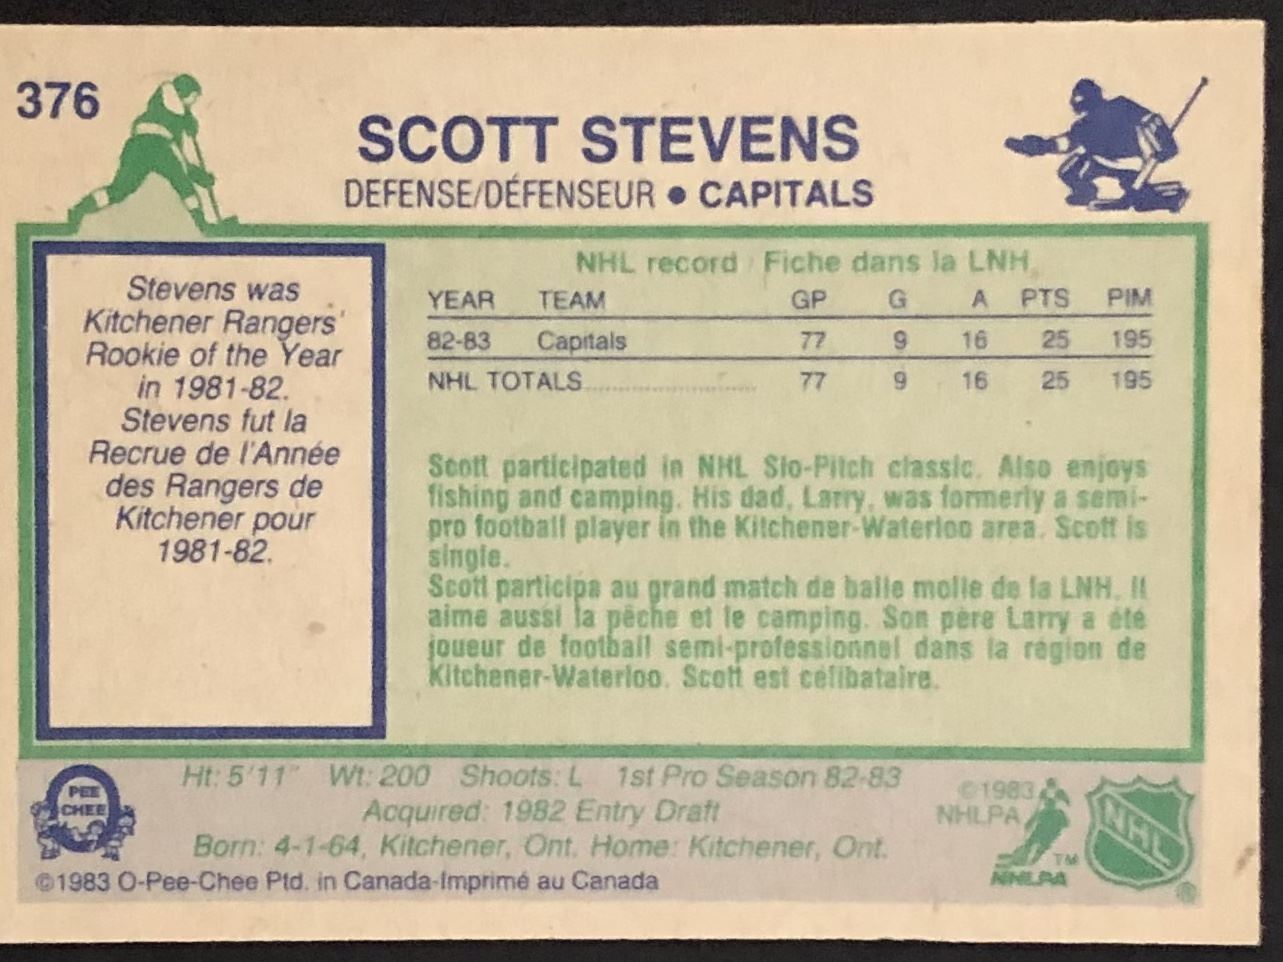 376
SCOTT STEVENS
DEFENSE/DÉFENSEUR • CAPITALS
Stevens was
Kitchener Rangers'
Rookie of the Year
in 1981-82.
Stevens fut la
Recrue de l'Année
des Rangers de
Kitchener pour
1981-82.
NHL record Fiche dans la LNH
YEAR TEAM GP G A PTS PIM
82-83 Capitals 77 9 16 25 195
NHL TOTALS 77 9 16 25 195
Scott participated in NHL Slo-Pitch classic. Also enjoys
fishing and camping. His dad, Larry, was formerly a semi-
pro football player in the Kitchener-Waterloo area. Scott is
single.
Scott participa au grand match de balle molle de la LNH. Il
aime aussi la pêche et le camping. Son père Larry a été
joueur de football semi-professionnel dans la région de
Kitchener-Waterloo. Scott est célibataire.
Ht: 5'11" Wt: 200 Shoots: L 1st Pro Season 82-83
Acquired: 1982 Entry Draft
Born: 4-1-64, Kitchener, Ont. Home: Kitchener, Ont.
©1983 O-Pee-Chee Ptd. in Canada-Imprimé au Canada
PEE
CHEE
©1983
NHLPA
TM
NHLPA
NHL
®